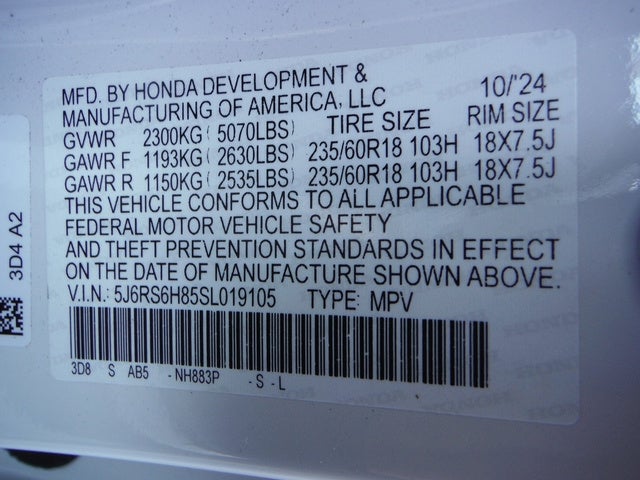 MFD. BY HONDA DEVELOPMENT & 10/'24
MANUFACTURING OF AMERICA, LLC
GVWR 2300KG ( 5070LBS) TIRE SIZE RIM SIZE
GAWR F 1193KG ( 2630LBS) 235/60R18 103H 18X7.5J
GAWR R 1150KG ( 2535LBS) 235/60R18 103H 18X7.5J
THIS VEHICLE CONFORMS TO ALL APPLICABLE
FEDERAL MOTOR VEHICLE SAFETY
AND THEFT PREVENTION STANDARDS IN EFFECT
ON THE DATE OF MANUFACTURE SHOWN ABOVE.
V.I.N.: 5J6RS6H85SL019105 TYPE: MPV
3D8 S AB5 -NH883P -S-L
3D4 A2